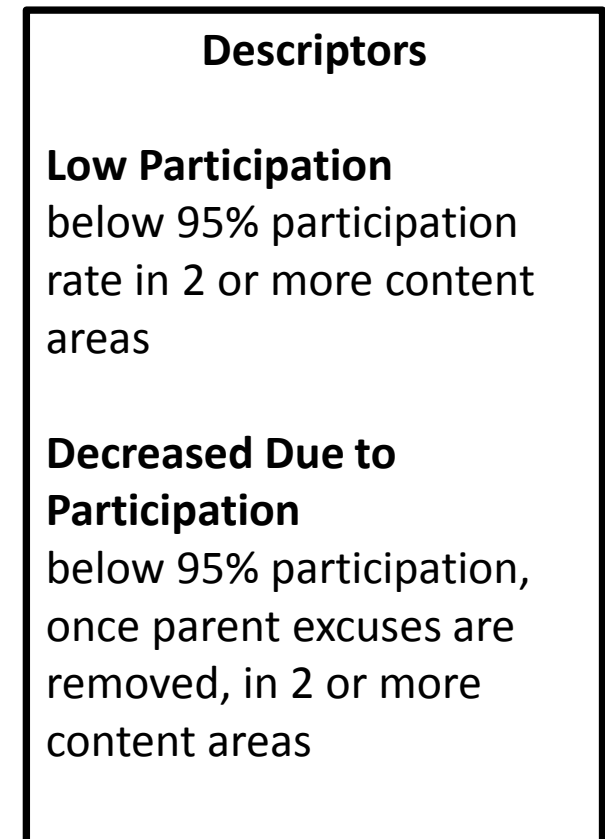 Descriptors
Low Participation
below 95% participation
rate in 2 or more content
areas
Decreased Due to
Participation
below 95% participation,
once parent excuses are
removed, in 2 or more
content areas